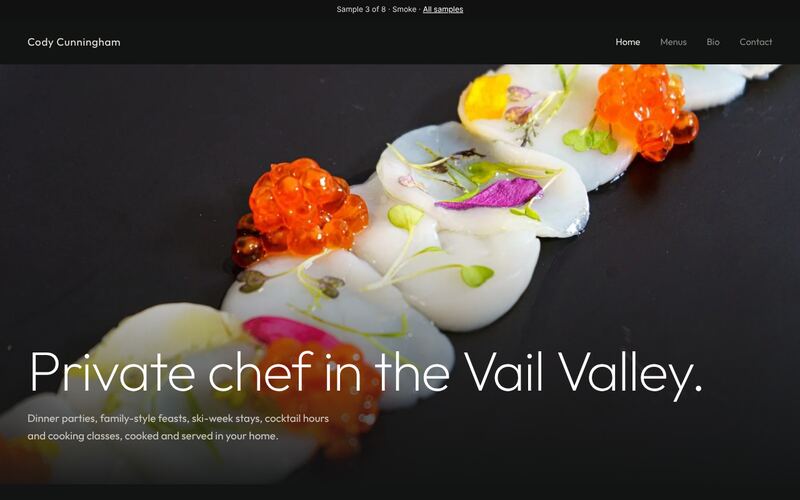 Sample 3 of 8 · Smoke · All samples
Cody Cunningham
Home
Menus
Bio
Contact
Private chef in the Vail Valley.
Dinner parties, family-style feasts, ski-week stays, cocktail hours
and cooking classes, cooked and served in your home.